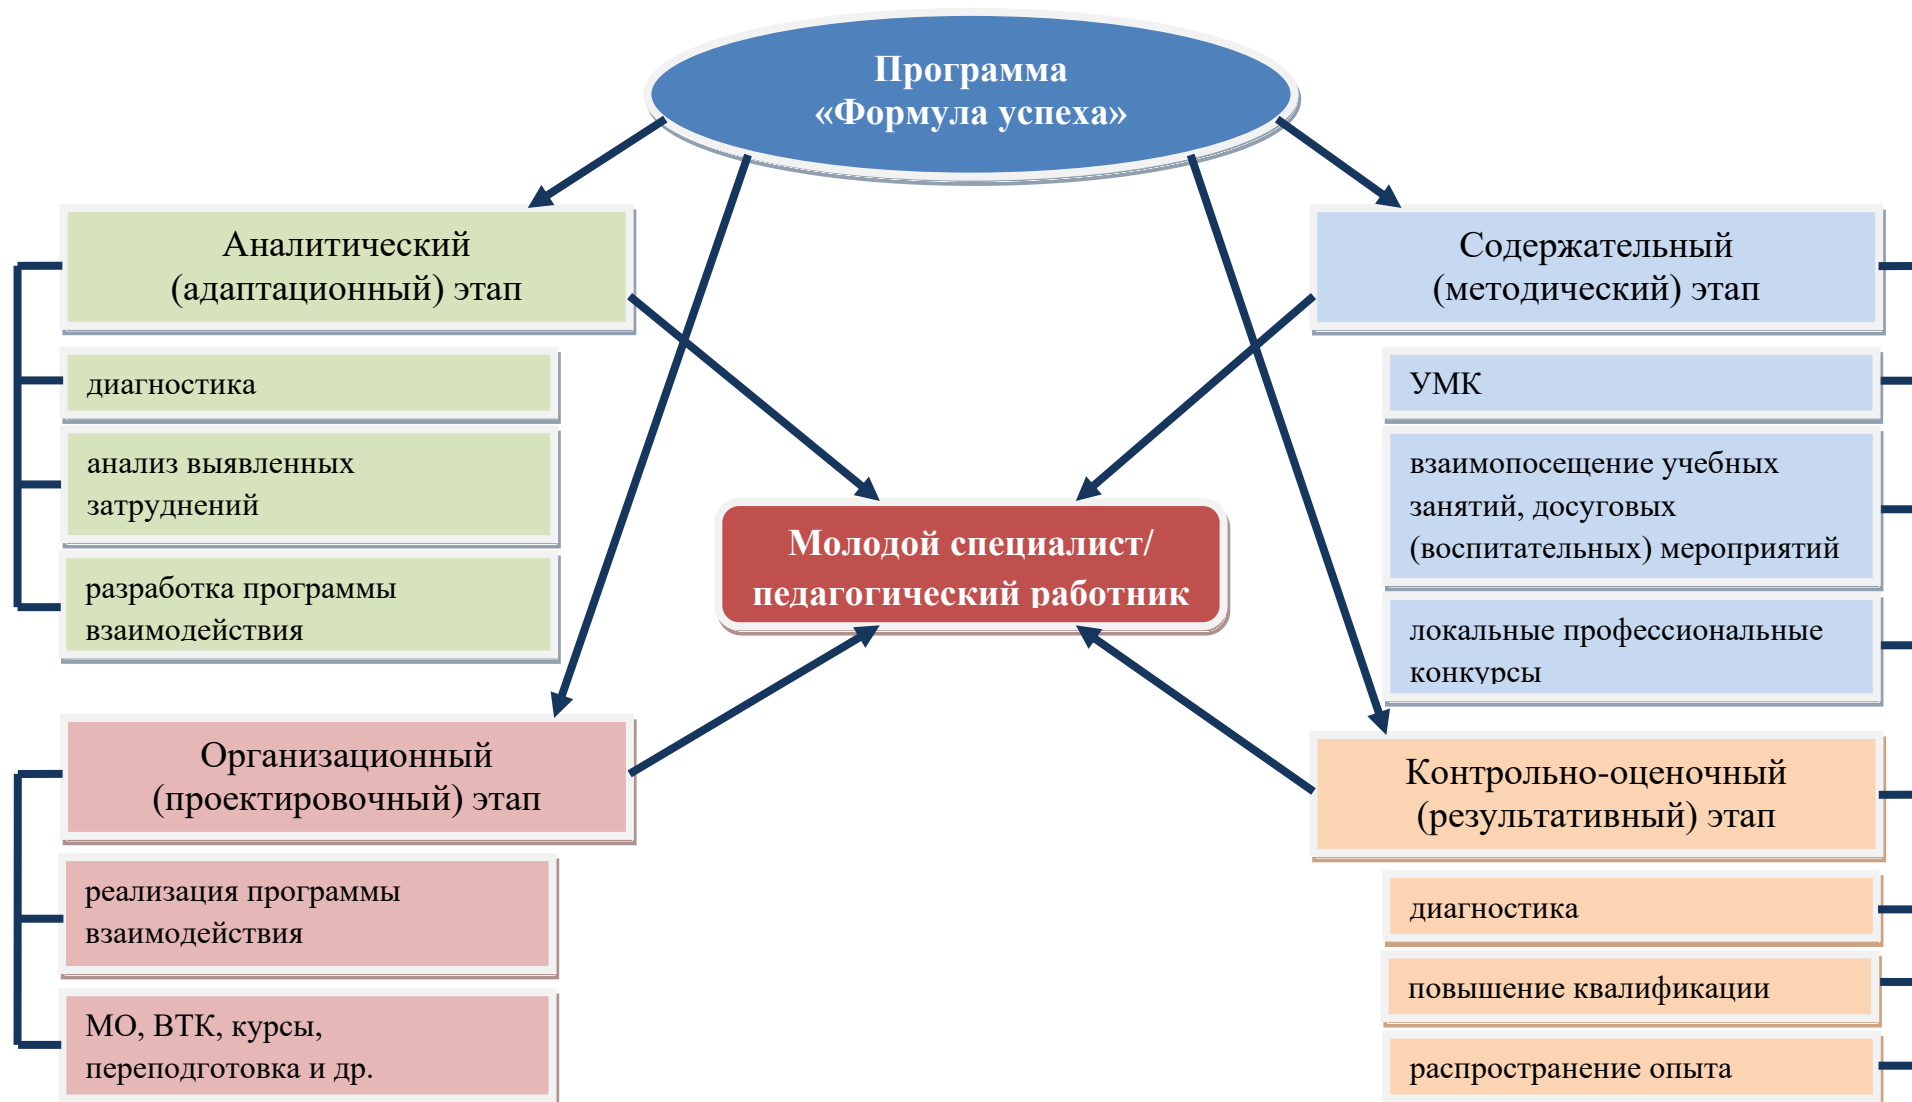 Программа
«Формула успеха»
Аналитический
(адаптационный) этап
диагностика
анализ выявленных
затруднений
разработка программы
взаимодействия
Содержательный
(методический) этап
УМК
взаимопосещение учебных
занятий, досуговых
(воспитательных) мероприятий
локальные профессиональные
конкурсы
Молодой специалист/
педагогический работник
Организационный
(проектировочный) этап
реализация программы
взаимодействия
МО, ВТК, курсы,
переподготовка и др.
Контрольно-оценочный
(результативный) этап
диагностика
повышение квалификации
распространение опыта